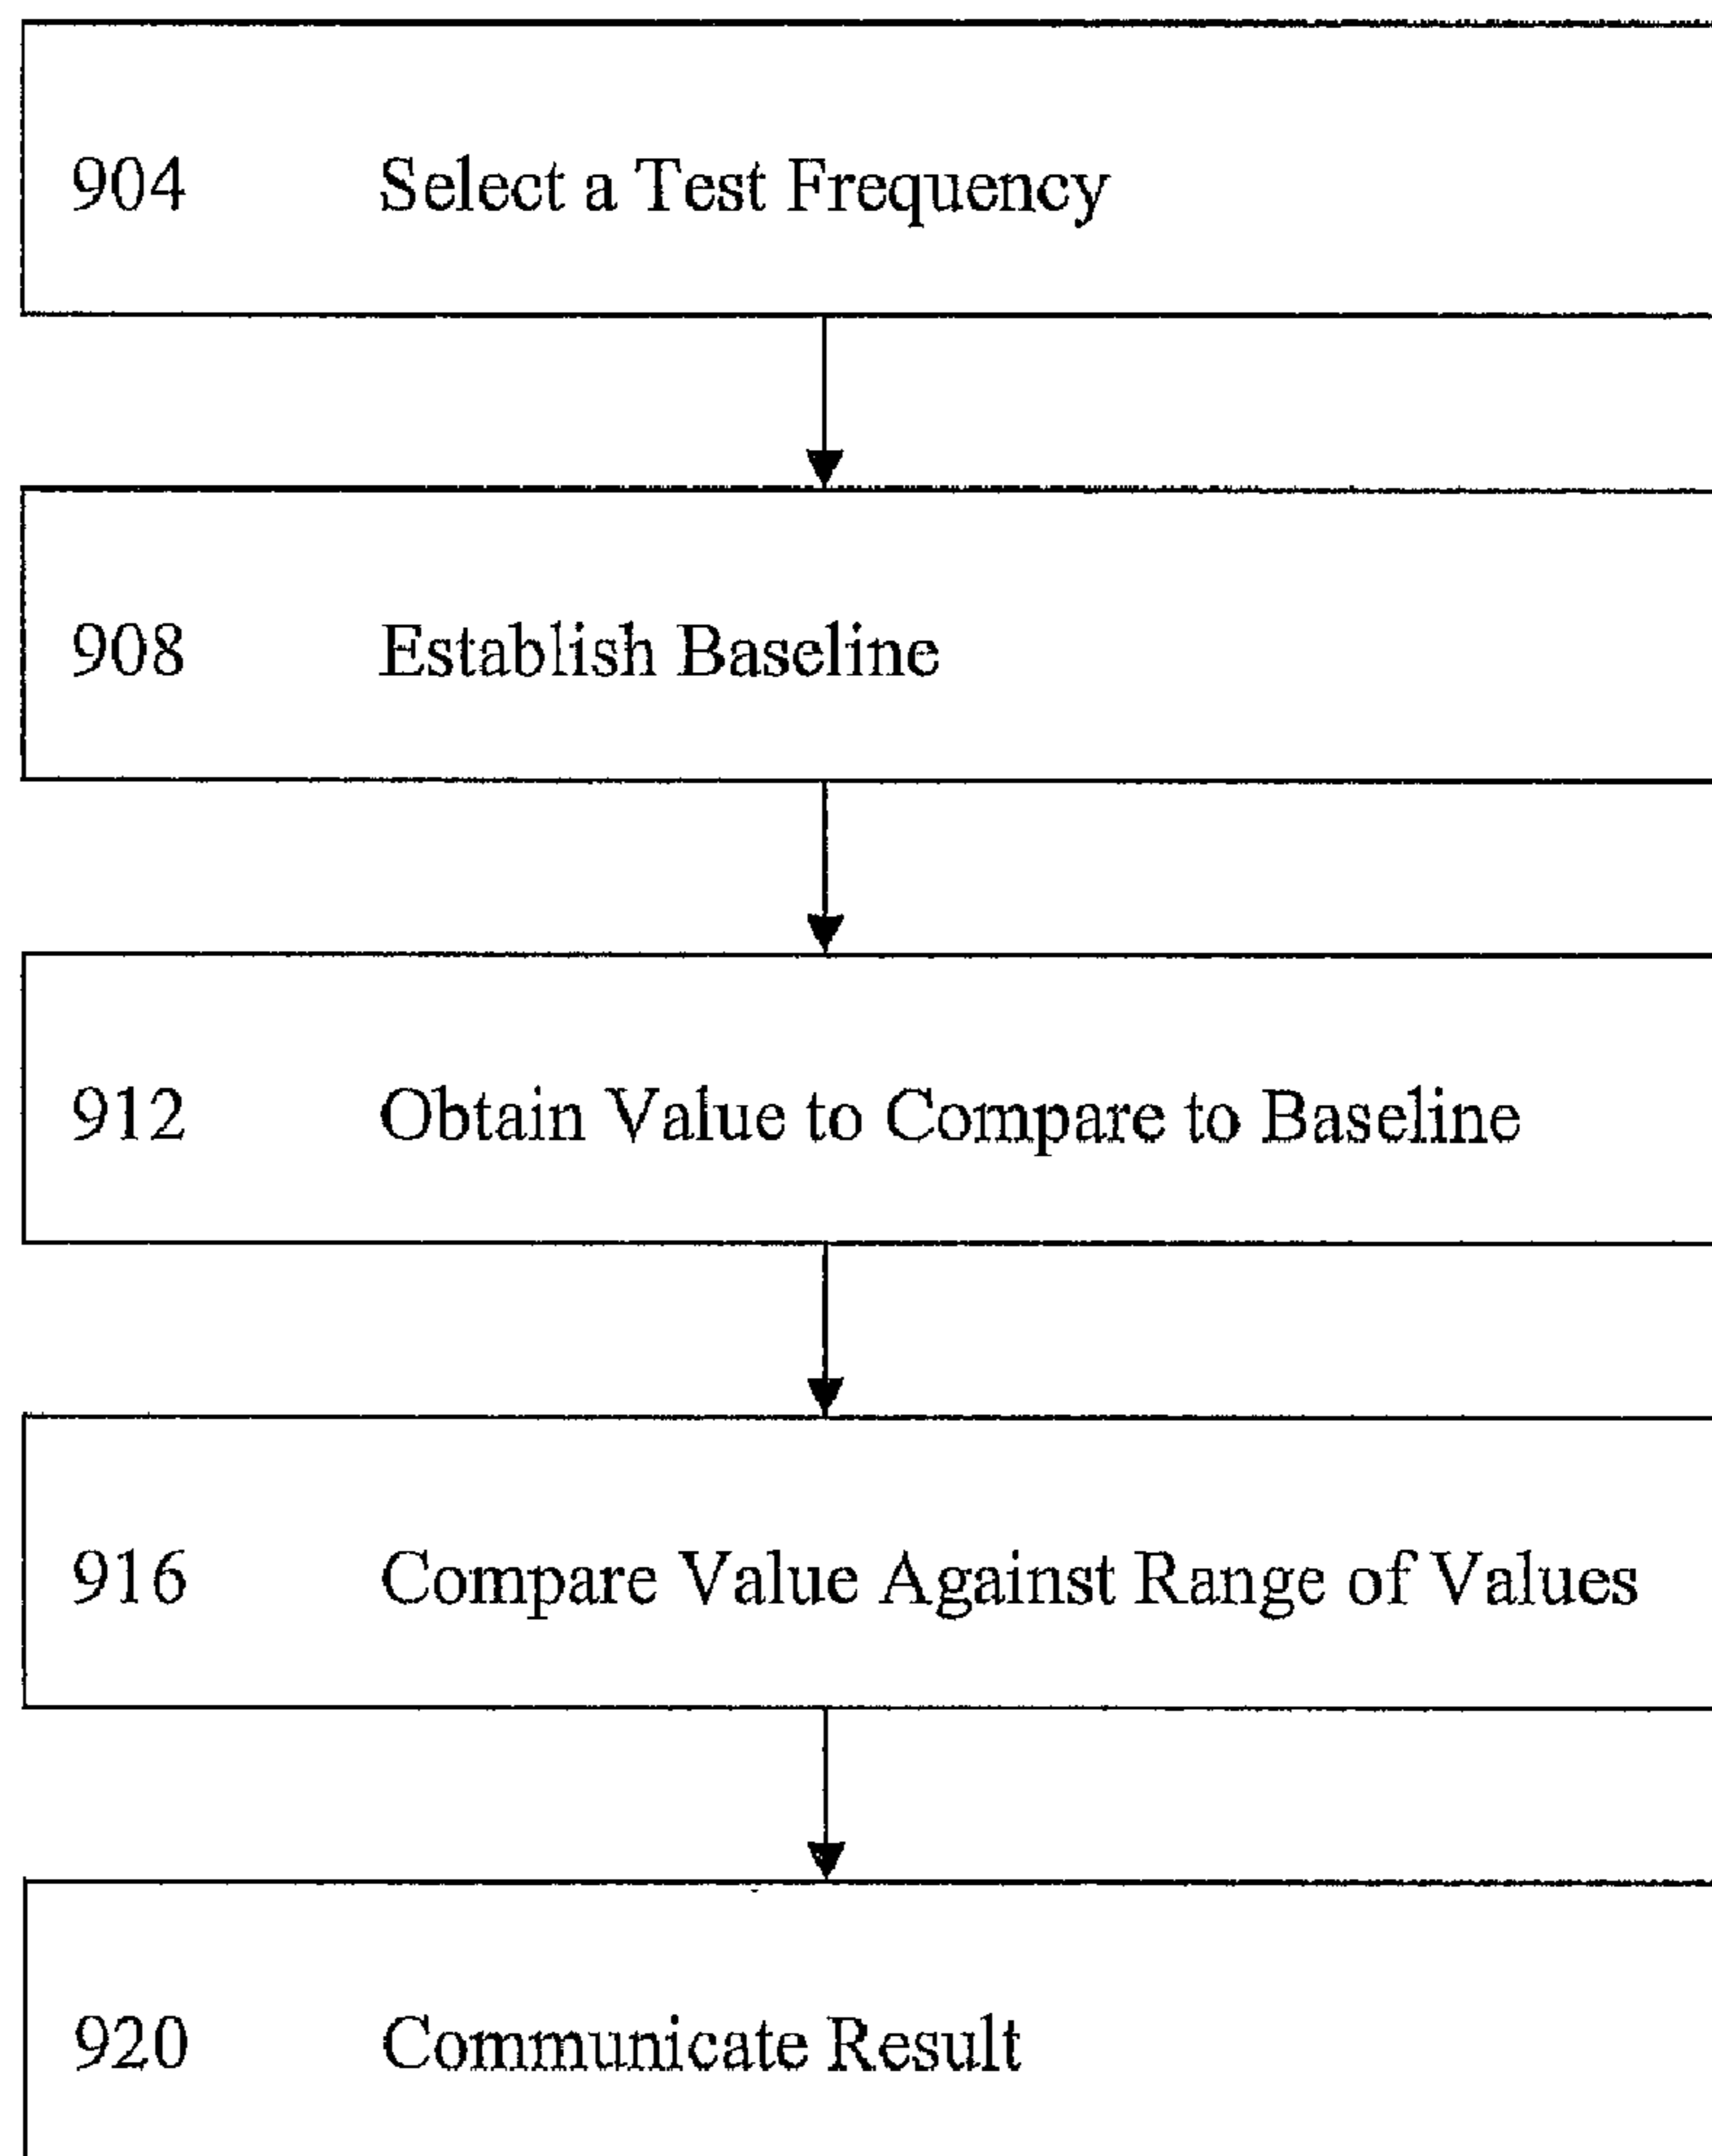 904 Select a Test Frequency
908 Establish Baseline
912 Obtain Value to Compare to Baseline
916 Compare Value Against Range of Values
920 Communicate Result